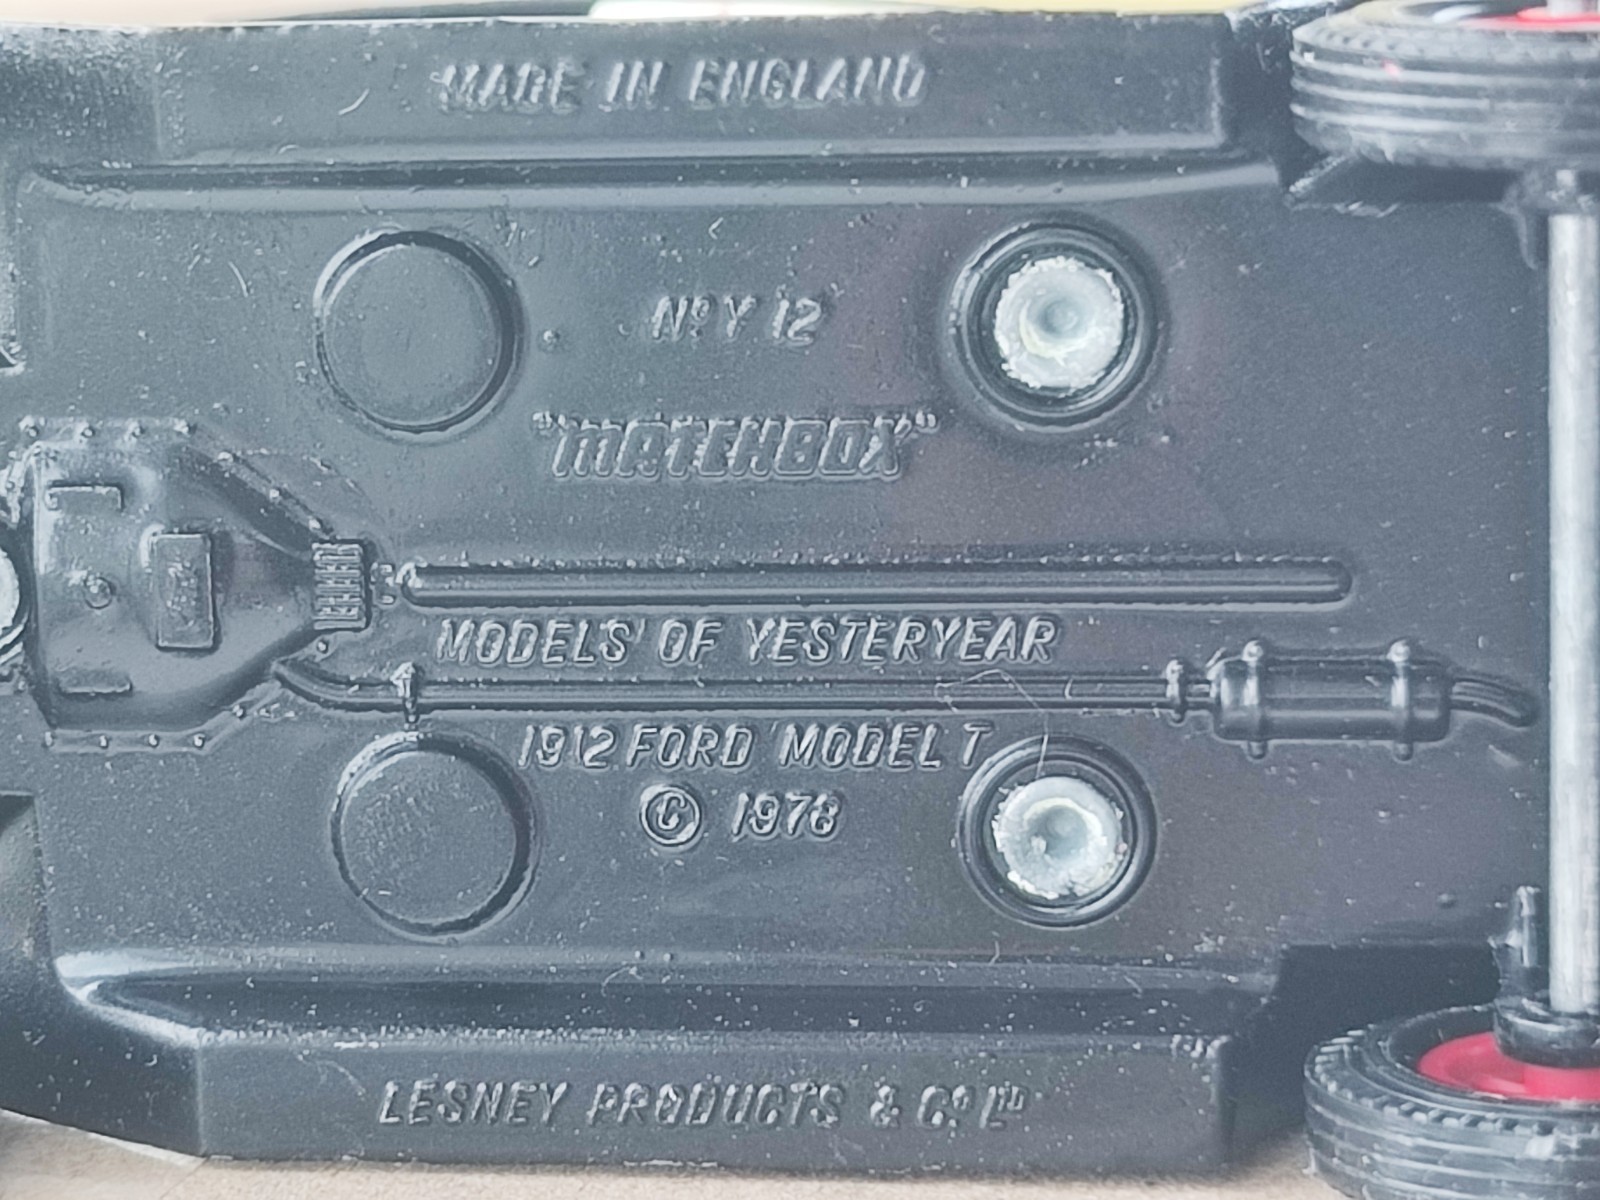 MADE IN ENGLAND
Nº Y 12
"MATCHBOX"
MODELS OF YESTERYEAR
1912 FORD MODEL T
© 1978
LESNEY PRODUCTS & Cº Lᵀᴰ